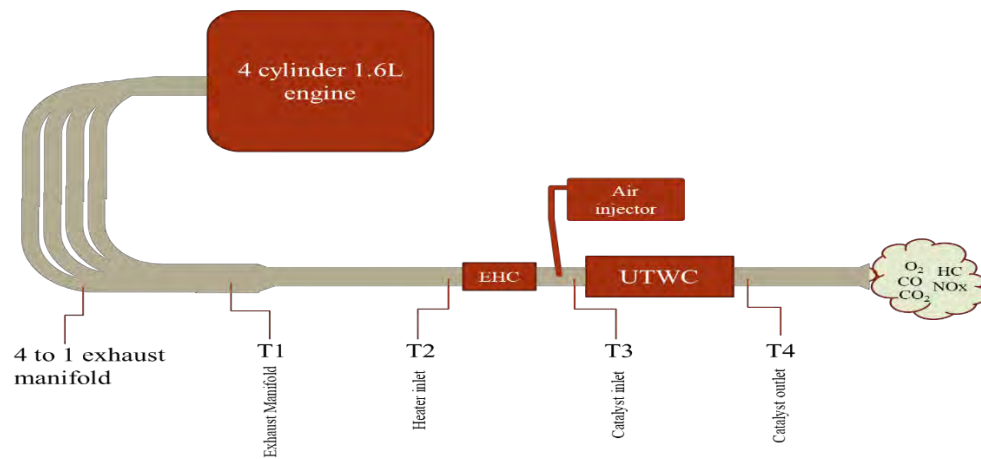 4 cylinder 1.6L
engine
Air
injector
EHC
UTWC
O₂
HC
CO
NOx
CO₂
4 to 1 exhaust
manifold
T1
Exhaust Manifold
T2
Heater inlet
T3
Catalyst inlet
T4
Catalyst outlet